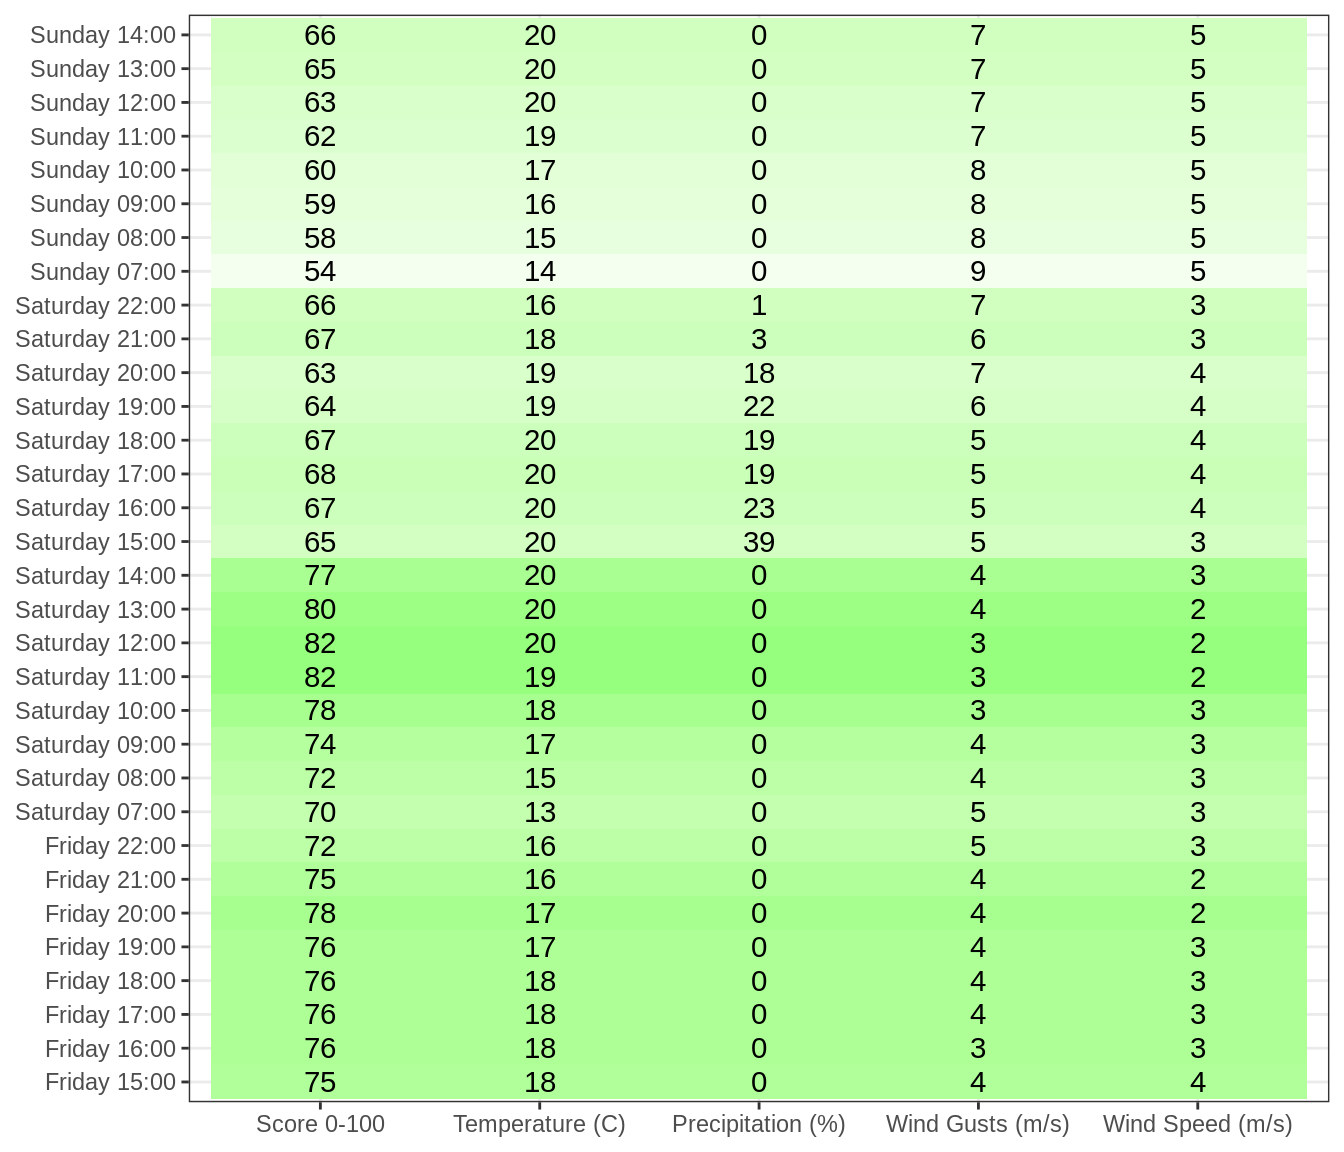 Sunday 14:00 66 20 0 7 5
Sunday 13:00 65 20 0 7 5
Sunday 12:00 63 20 0 7 5
Sunday 11:00 62 19 0 7 5
Sunday 10:00 60 17 0 8 5
Sunday 09:00 59 16 0 8 5
Sunday 08:00 58 15 0 8 5
Sunday 07:00 54 14 0 9 5
Saturday 22:00 66 16 1 7 3
Saturday 21:00 67 18 3 6 3
Saturday 20:00 63 19 18 7 4
Saturday 19:00 64 19 22 6 4
Saturday 18:00 67 20 19 5 4
Saturday 17:00 68 20 19 5 4
Saturday 16:00 67 20 23 5 4
Saturday 15:00 65 20 39 5 3
Saturday 14:00 77 20 0 4 3
Saturday 13:00 80 20 0 4 2
Saturday 12:00 82 20 0 3 2
Saturday 11:00 82 19 0 3 2
Saturday 10:00 78 18 0 3 3
Saturday 09:00 74 17 0 4 3
Saturday 08:00 72 15 0 4 3
Saturday 07:00 70 13 0 5 3
Friday 22:00 72 16 0 5 3
Friday 21:00 75 16 0 4 2
Friday 20:00 78 17 0 4 2
Friday 19:00 76 17 0 4 3
Friday 18:00 76 18 0 4 3
Friday 17:00 76 18 0 4 3
Friday 16:00 76 18 0 3 3
Friday 15:00 75 18 0 4 4
Score 0-100 Temperature (C) Precipitation (%) Wind Gusts (m/s) Wind Speed (m/s)